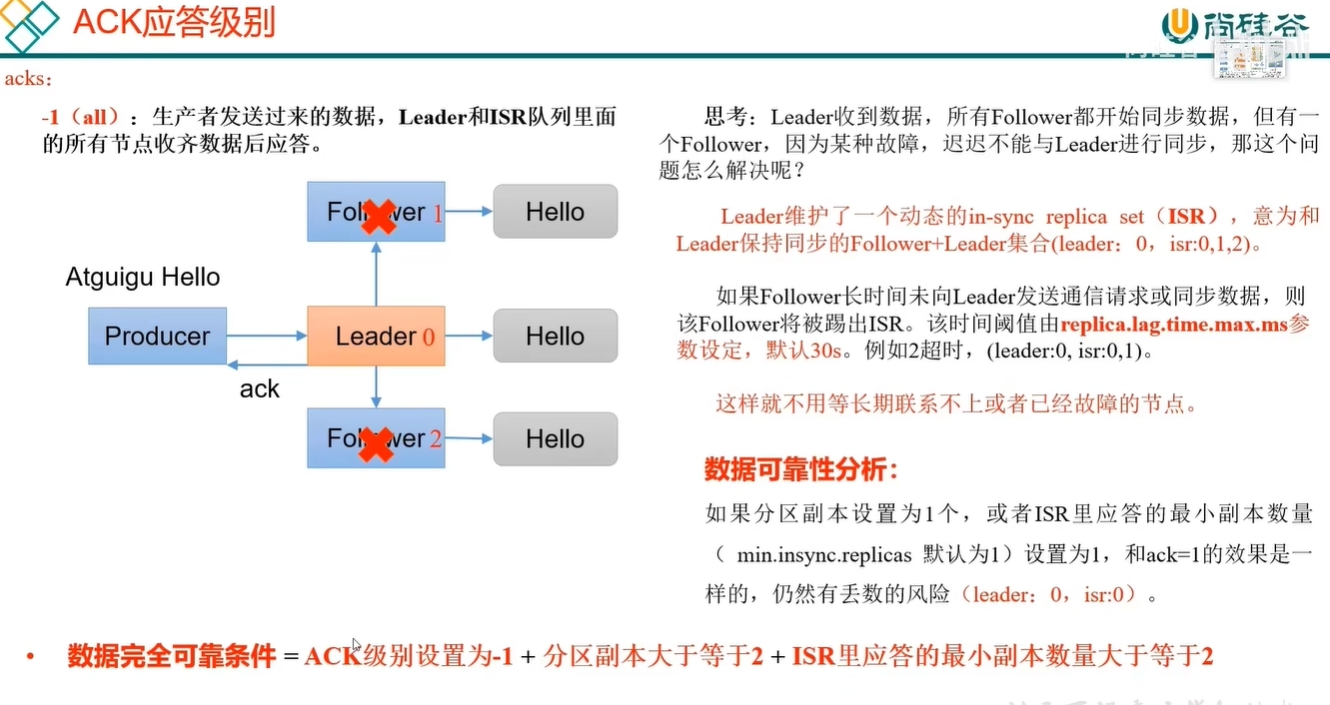 ACK应答级别
尚硅谷
acks：
-1（all）：生产者发送过来的数据，Leader和ISR队列里面
的所有节点收齐数据后应答。
Follower 1
Hello
Atguigu Hello
Producer
Leader 0
Hello
ack
Follower 2
Hello
思考：Leader收到数据，所有Follower都开始同步数据，但有一
个Follower，因为某种故障，迟迟不能与Leader进行同步，那这个问
题怎么解决呢？
Leader维护了一个动态的in-sync replica set（ISR），意为和
Leader保持同步的Follower+Leader集合(leader：0，isr:0,1,2)。
如果Follower长时间未向Leader发送通信请求或同步数据，则
该Follower将被踢出ISR。该时间阈值由replica.lag.time.max.ms参
数设定，默认30s。例如2超时，(leader:0, isr:0,1)。
这样就不用等长期联系不上或者已经故障的节点。
数据可靠性分析：
如果分区副本设置为1个，或者ISR里应答的最小副本数量
（ min.insync.replicas 默认为1）设置为1，和ack=1的效果是一
样的，仍然有丢数的风险（leader：0，isr:0）。
• 数据完全可靠条件 = ACK级别设置为-1 + 分区副本大于等于2 + ISR里应答的最小副本数量大于等于2